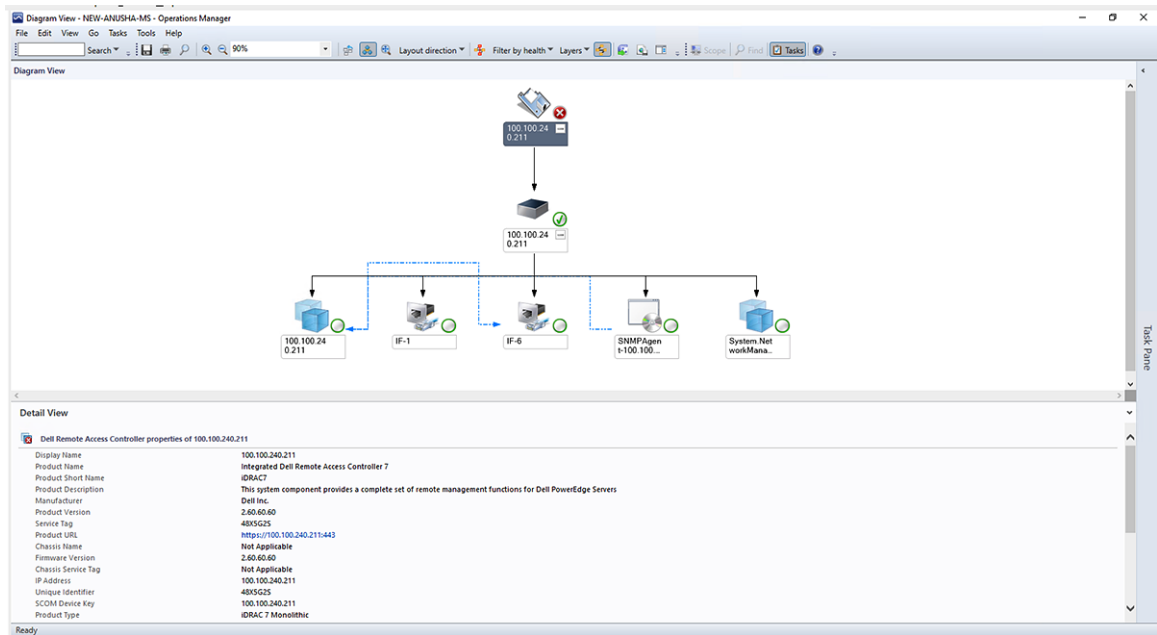 Diagram View - NEW-ANUSHA-MS - Operations Manager
File Edit View Go Tasks Tools Help
Search 90% Layout direction Filter by health Layers Scope Find Tasks
Diagram View
100.100.24
0.211
100.100.24
0.211
100.100.24
0.211
IF-1
IF-6
SNMPAgen
t-100.100...
System.Net
workMana...
Task Pane
Detail View
Dell Remote Access Controller properties of 100.100.240.211
Display Name 100.100.240.211
Product Name Integrated Dell Remote Access Controller 7
Product Short Name iDRAC7
Product Description This system component provides a complete set of remote management functions for Dell PowerEdge Servers
Manufacturer Dell Inc.
Product Version 2.60.60.60
Service Tag 48X5G2S
Product URL https://100.100.240.211:443
Chassis Name Not Applicable
Firmware Version 2.60.60.60
Chassis Service Tag Not Applicable
IP Address 100.100.240.211
Unique Identifier 48X5G2S
SCOM Device Key 100.100.240.211
Product Type iDRAC 7 Monolithic
Ready